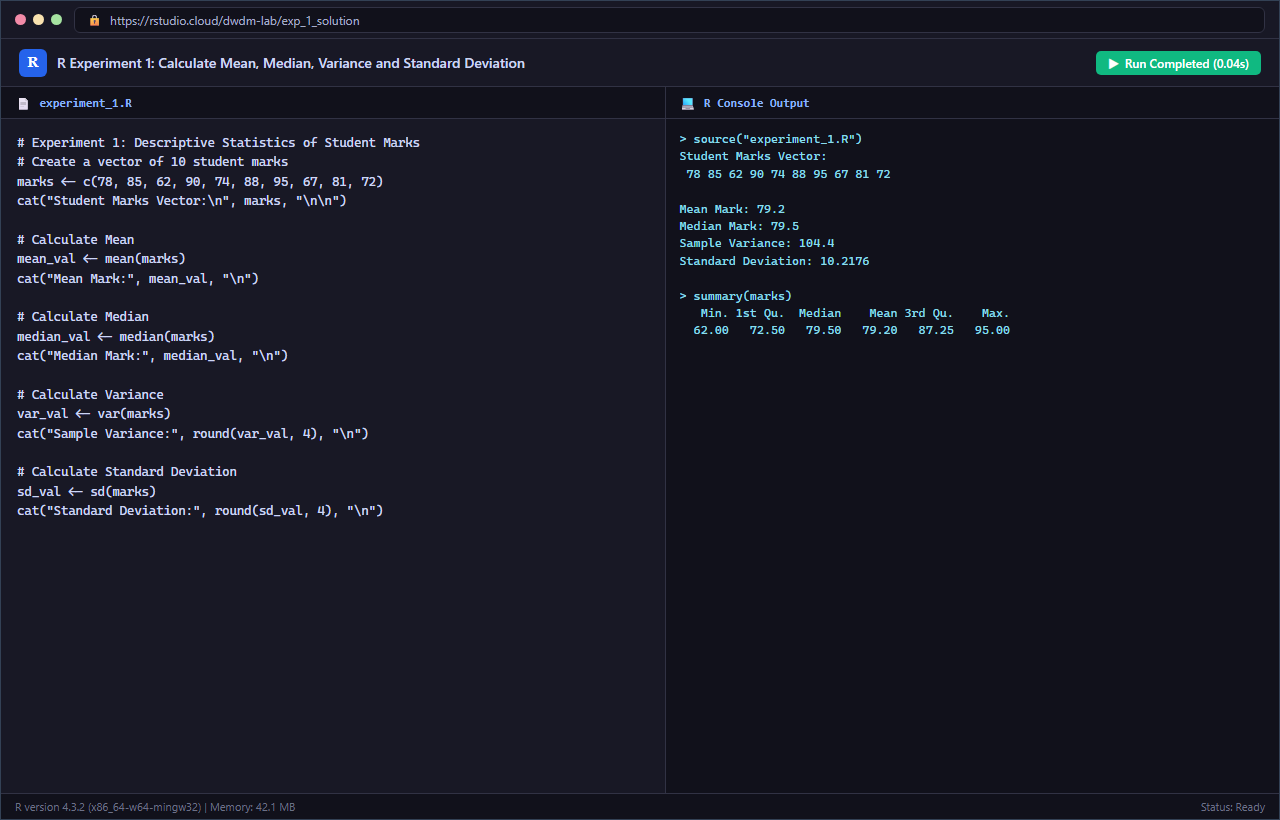 https://rstudio.cloud/dwdm-lab/exp_1_solution
R R Experiment 1: Calculate Mean, Median, Variance and Standard Deviation
▶ Run Completed (0.04s)
experiment_1.R
# Experiment 1: Descriptive Statistics of Student Marks
# Create a vector of 10 student marks
marks <- c(78, 85, 62, 90, 74, 88, 95, 67, 81, 72)
cat("Student Marks Vector:\n", marks, "\n\n")

# Calculate Mean
mean_val <- mean(marks)
cat("Mean Mark:", mean_val, "\n")

# Calculate Median
median_val <- median(marks)
cat("Median Mark:", median_val, "\n")

# Calculate Variance
var_val <- var(marks)
cat("Sample Variance:", round(var_val, 4), "\n")

# Calculate Standard Deviation
sd_val <- sd(marks)
cat("Standard Deviation:", round(sd_val, 4), "\n")
R Console Output
> source("experiment_1.R")
Student Marks Vector:
 78 85 62 90 74 88 95 67 81 72

Mean Mark: 79.2
Median Mark: 79.5
Sample Variance: 104.4
Standard Deviation: 10.2176

> summary(marks)
   Min. 1st Qu.  Median    Mean 3rd Qu.    Max.
  62.00   72.50   79.50   79.20   87.25   95.00
R version 4.3.2 (x86_64-w64-mingw32) | Memory: 42.1 MB
Status: Ready